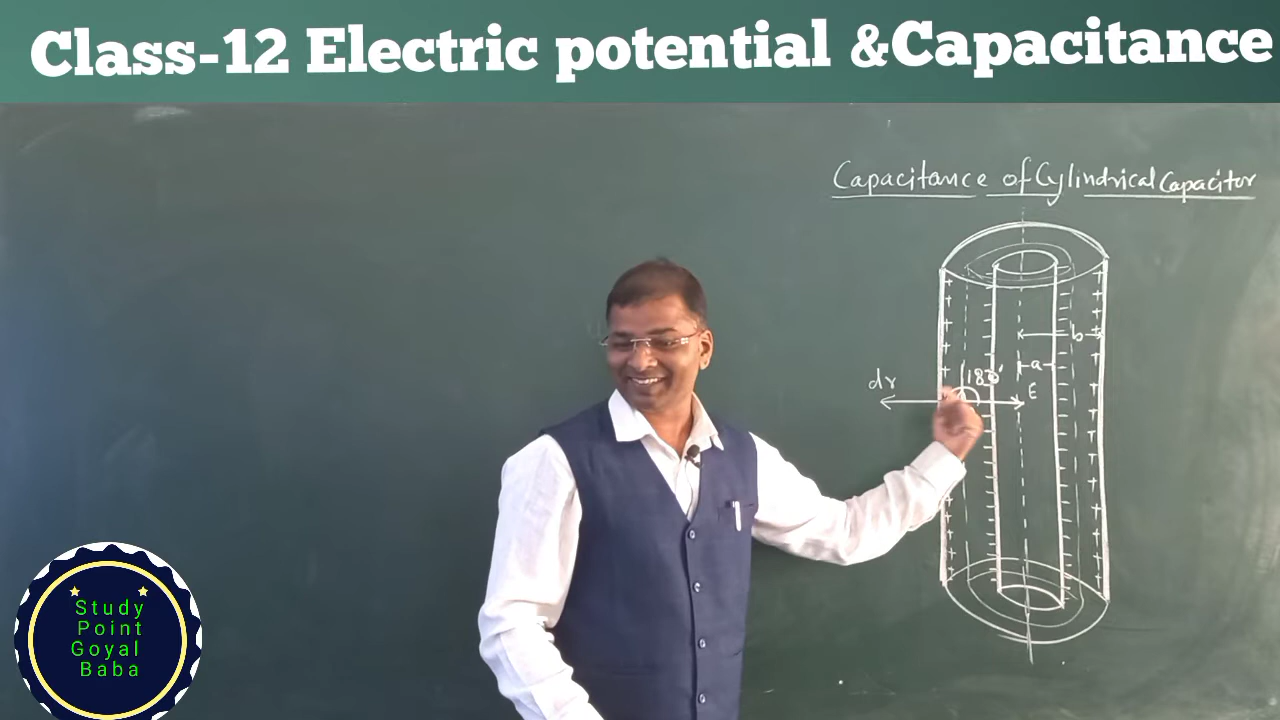 Class-12 Electric potential &Capacitance
Capacitance of Cylindrical Capacitor
b
a
180°
dr
E
Study
Point
Goyal
Baba